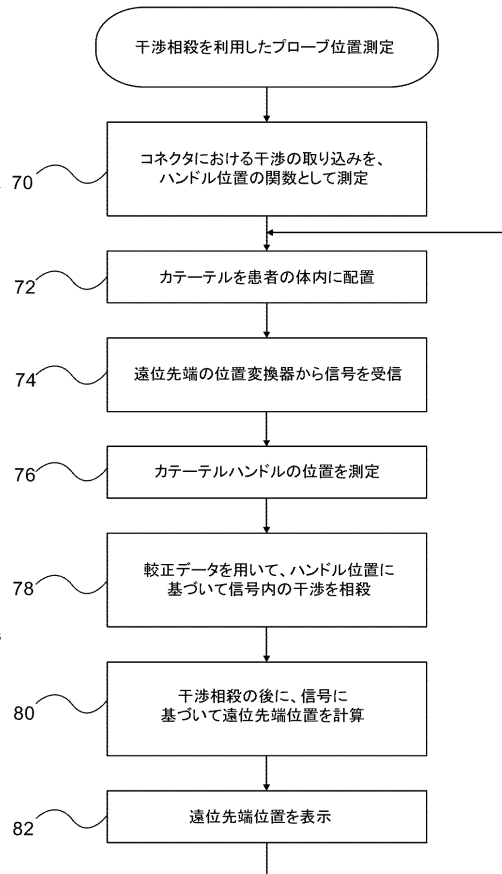 干渉相殺を利用したプローブ位置測定
70
コネクタにおける干渉の取り込みを、
ハンドル位置の関数として測定
72
カテーテルを患者の体内に配置
74
遠位先端の位置変換器から信号を受信
76
カテーテルハンドルの位置を測定
78
較正データを用いて、ハンドル位置に
基づいて信号内の干渉を相殺
80
干渉相殺の後に、信号に
基づいて遠位先端位置を計算
82
遠位先端位置を表示